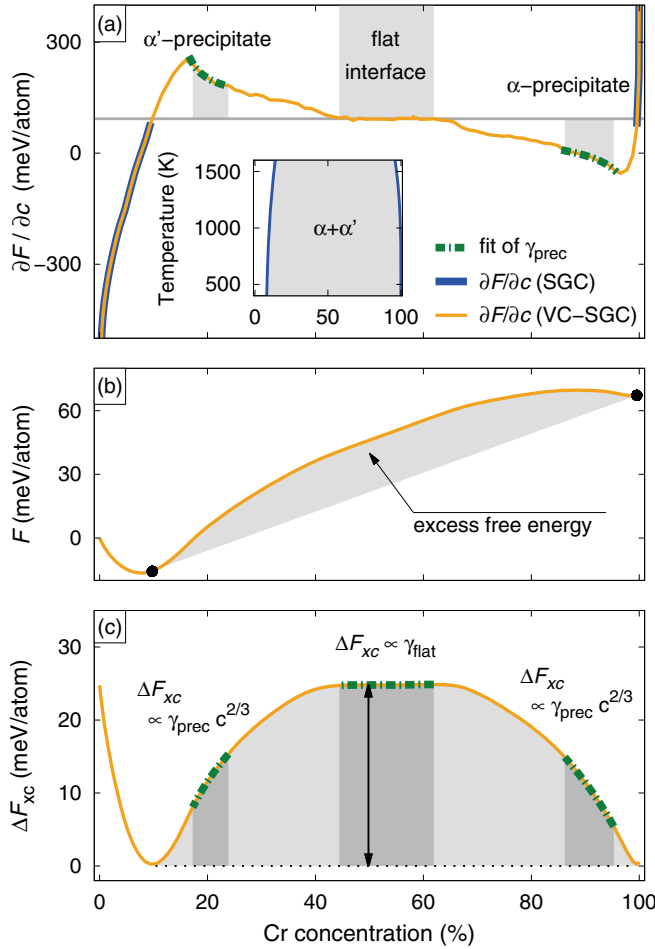 (a)
α'−precipitate
flat
interface
α−precipitate
∂F / ∂c (meV/atom)
300
0
−300
Temperature (K)
1500
1000
500
α+α'
0 50 100
fit of γprec
∂F/∂c (SGC)
∂F/∂c (VC−SGC)
(b)
F (meV/atom)
60
30
0
excess free energy
(c)
ΔFxc ∝ γflat
ΔFxc
∝ γprec c2/3
ΔFxc
∝ γprec c2/3
ΔFxc (meV/atom)
30
20
10
0
0 20 40 60 80 100
Cr concentration (%)